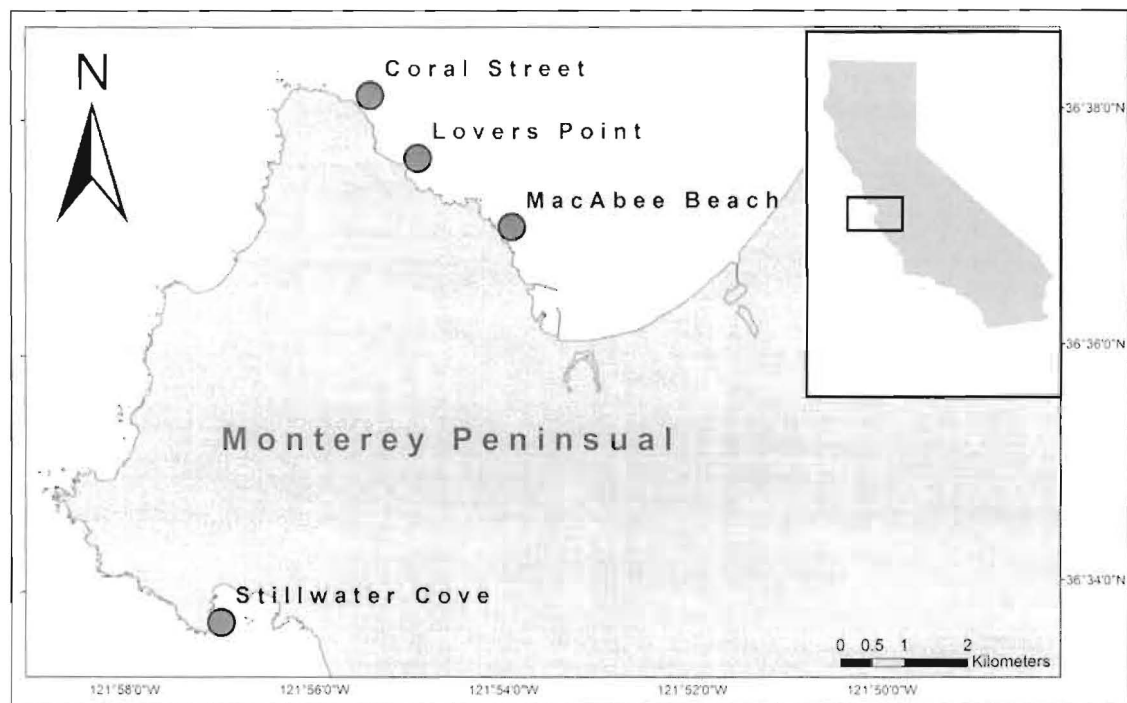 N
Coral Street
Lovers Point
MacAbee Beach
36°38'0"N
36°36'0"N
Monterey Peninsual
36°34'0"N
Stillwater Cove
0 0.5 1 2
Kilometers
121°58'0"W 121°56'0"W 121°54'0"W 121°52'0"W 121°50'0"W